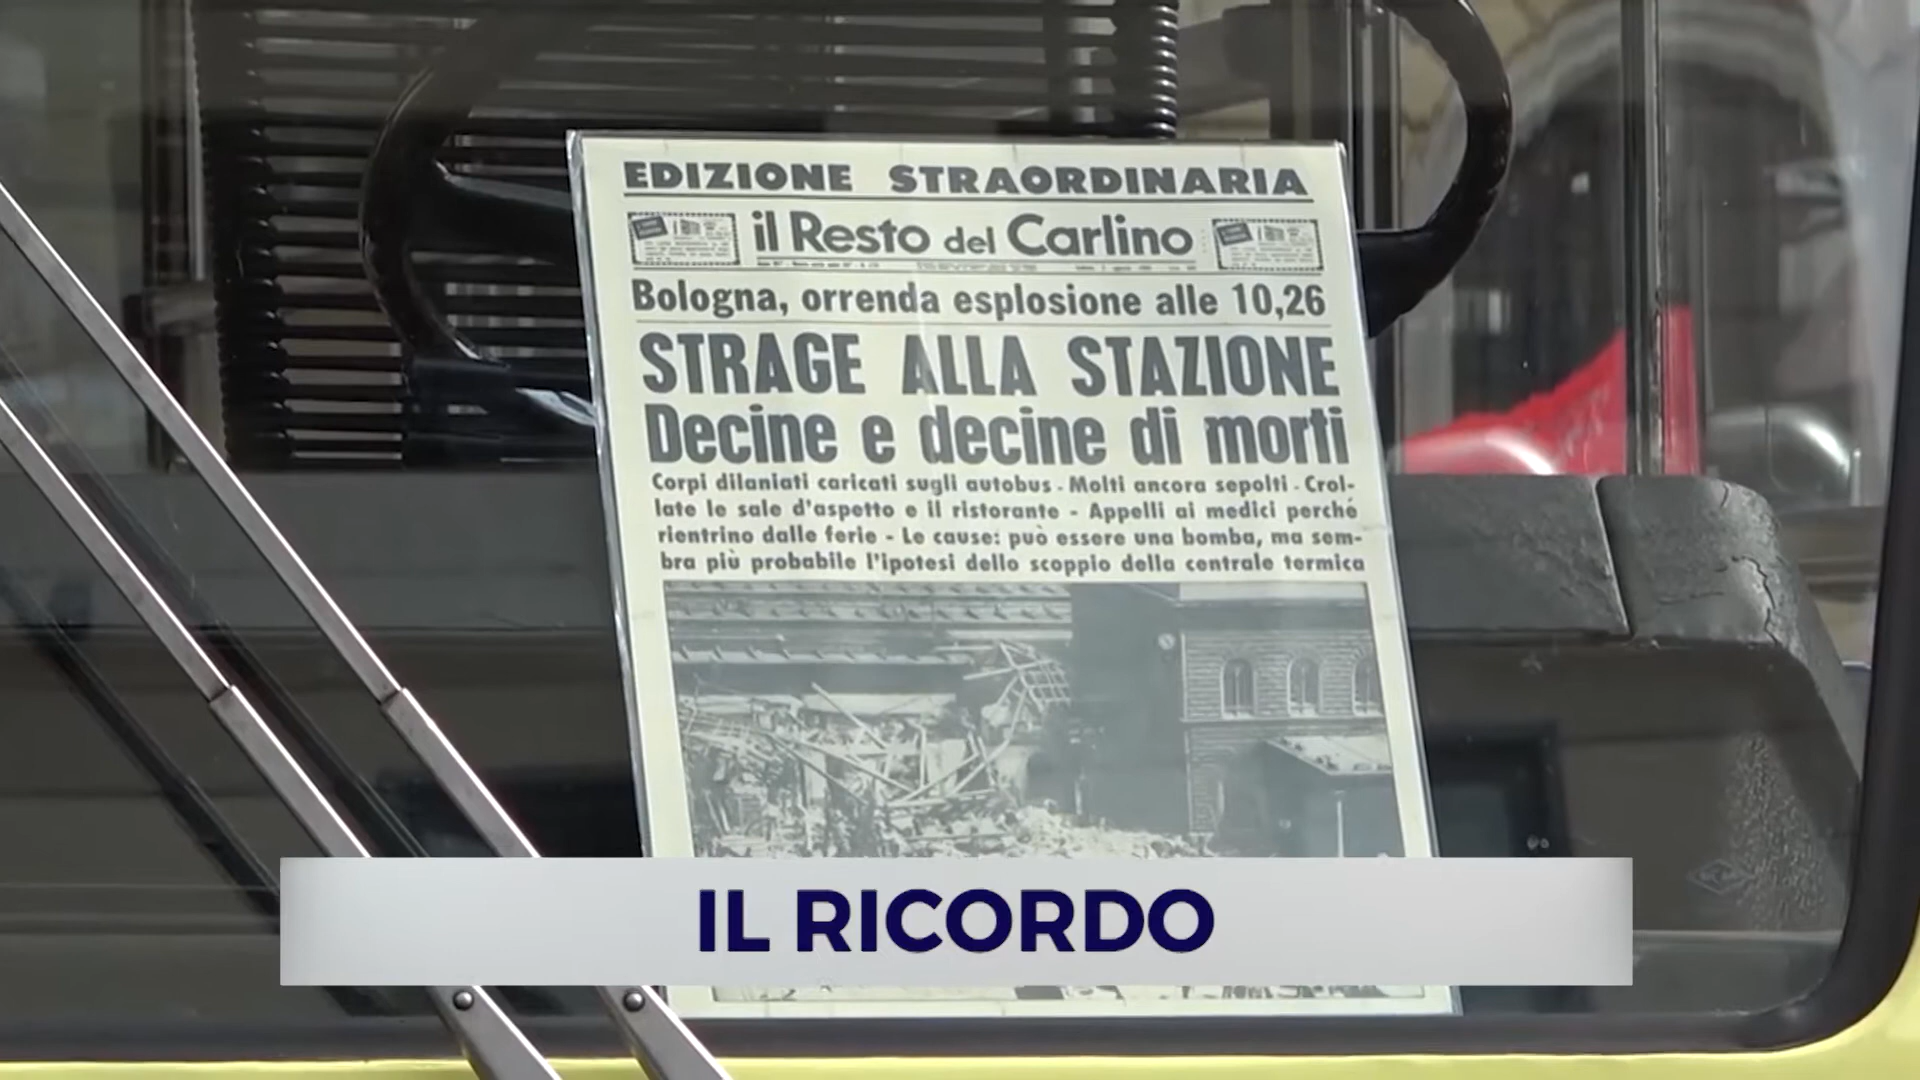 EDIZIONE STRAORDINARIA
il Resto del Carlino
Bologna, orrenda esplosione alle 10,26
STRAGE ALLA STAZIONE
Decine e decine di morti
Corpi dilaniati caricati sugli autobus - Molti ancora sepolti - Crol-
late le sale d'aspetto e il ristorante - Appelli ai medici perché
rientrino dalle ferie - Le cause: può essere una bomba, ma sem-
bra più probabile l'ipotesi dello scoppio della centrale termica
IL RICORDO